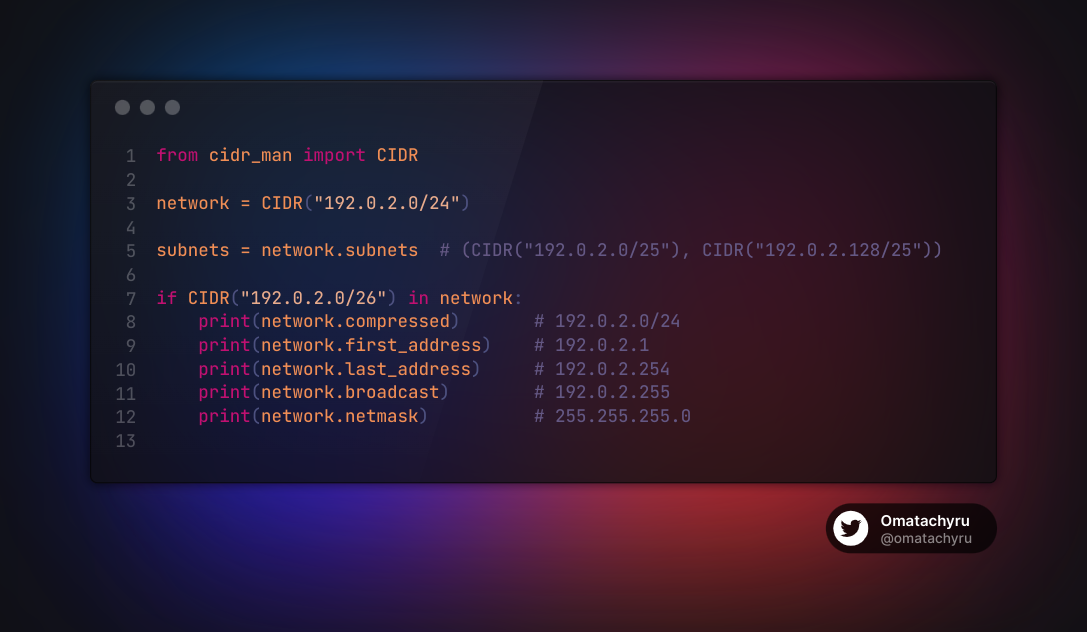 1 from cidr_man import CIDR
2
3 network = CIDR("192.0.2.0/24")
4
5 subnets = network.subnets  # (CIDR("192.0.2.0/25"), CIDR("192.0.2.128/25"))
6
7 if CIDR("192.0.2.0/26") in network:
8     print(network.compressed)       # 192.0.2.0/24
9     print(network.first_address)    # 192.0.2.1
10     print(network.last_address)     # 192.0.2.254
11     print(network.broadcast)        # 192.0.2.255
12     print(network.netmask)          # 255.255.255.0
13
Omatachyru
@omatachyru